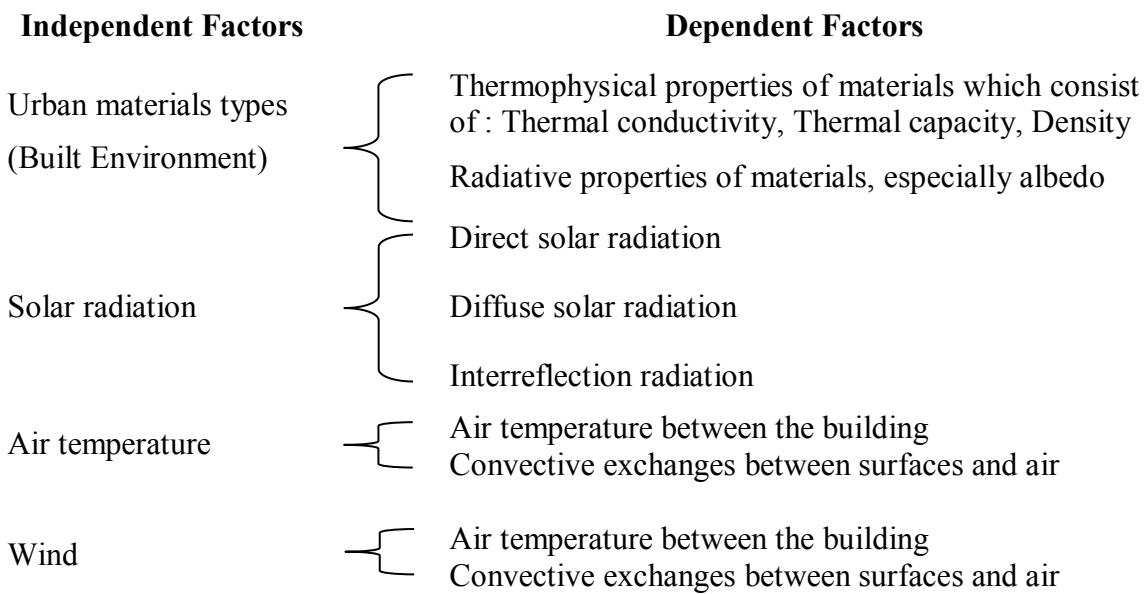 Independent Factors Dependent Factors
Urban materials types
(Built Environment)
Thermophysical properties of materials which consist
of : Thermal conductivity, Thermal capacity, Density
Radiative properties of materials, especially albedo
Solar radiation
Direct solar radiation
Diffuse solar radiation
Interreflection radiation
Air temperature
Air temperature between the building
Convective exchanges between surfaces and air
Wind
Air temperature between the building
Convective exchanges between surfaces and air